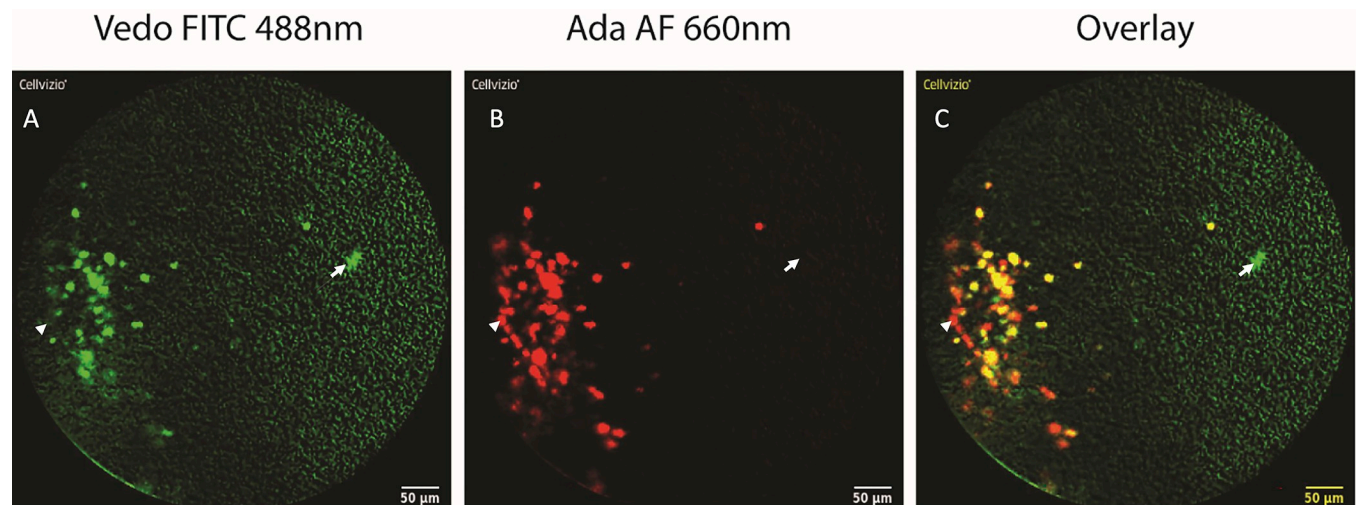 Vedo FITC 488nm
Ada AF 660nm
Overlay
Cellvizio®
Cellvizio®
Cellvizio®
A
B
C
50 µm
50 µm
50 µm